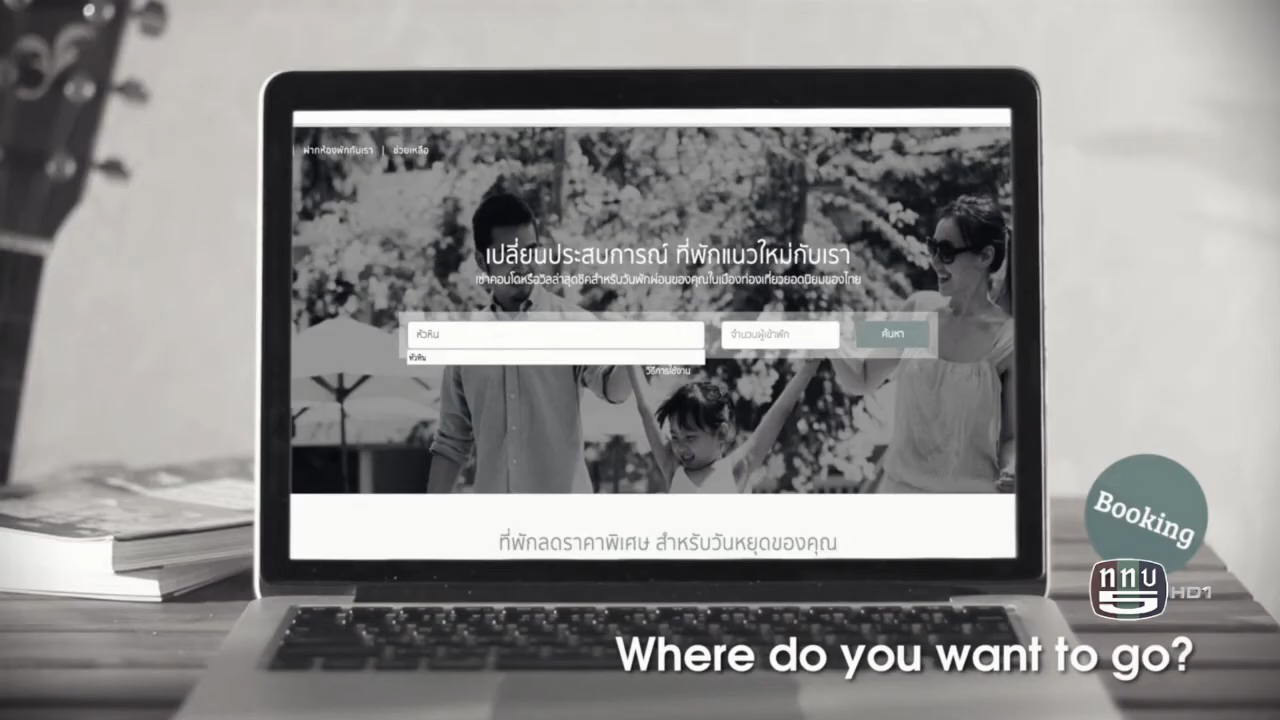 | ฝากห้องพักกับเรา | ช่วยเหลือ
เปลี่ยนประสบการณ์ ที่พักแนวใหม่กับเรา
เช่าคอนโดหรือวิลล่าสุดชิคสำหรับวันพักผ่อนของคุณในเมืองท่องเที่ยวยอดนิยมของไทย
หัวหิน จำนวนผู้เข้าพัก ค้นหา
หัวหิน
วิธีการใช้งาน
ที่พักลดราคาพิเศษ สำหรับวันหยุดของคุณ
Booking
ททบ 5 HD1
Where do you want to go?